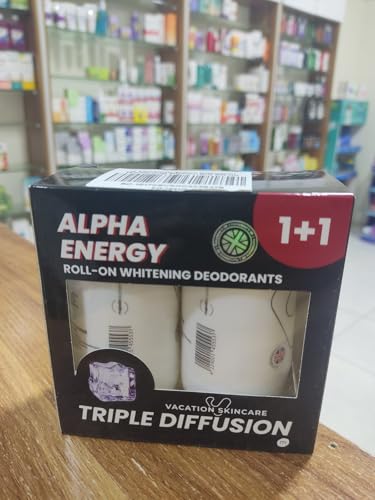 1+1
ALPHA
ENERGY
ROLL-ON WHITENING DEODORANTS
VACATION SKINCARE
TRIPLE DIFFUSION